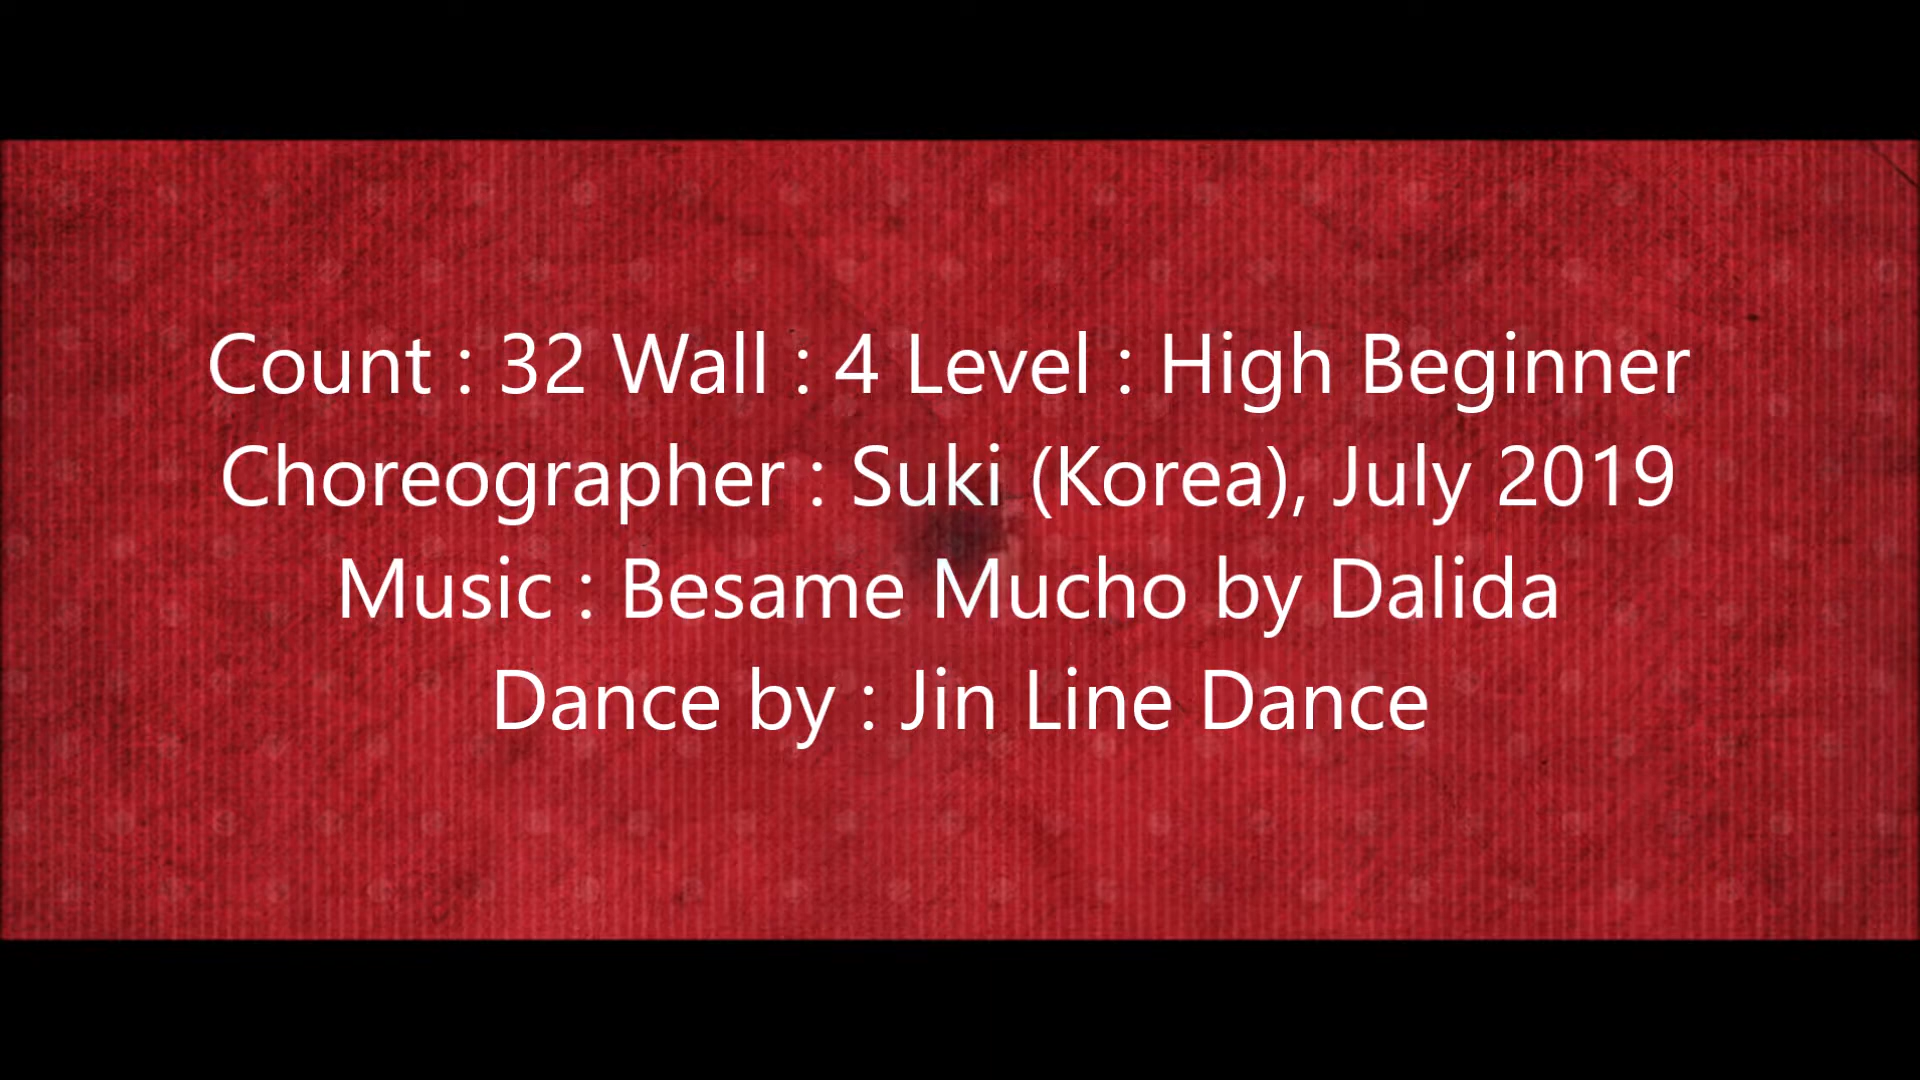 Count : 32 Wall : 4 Level : High Beginner
Choreographer : Suki (Korea), July 2019
Music : Besame Mucho by Dalida
Dance by : Jin Line Dance